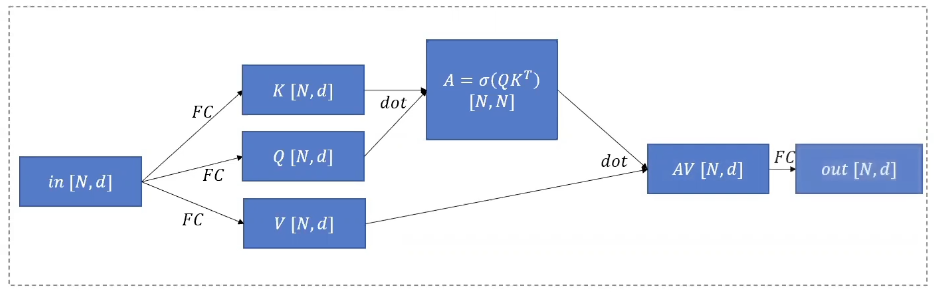 in [N, d]
FC
FC
FC
K [N, d]
Q [N, d]
V [N, d]
dot
A = σ(QK^T)
[N, N]
dot
AV [N, d]
FC
out [N, d]